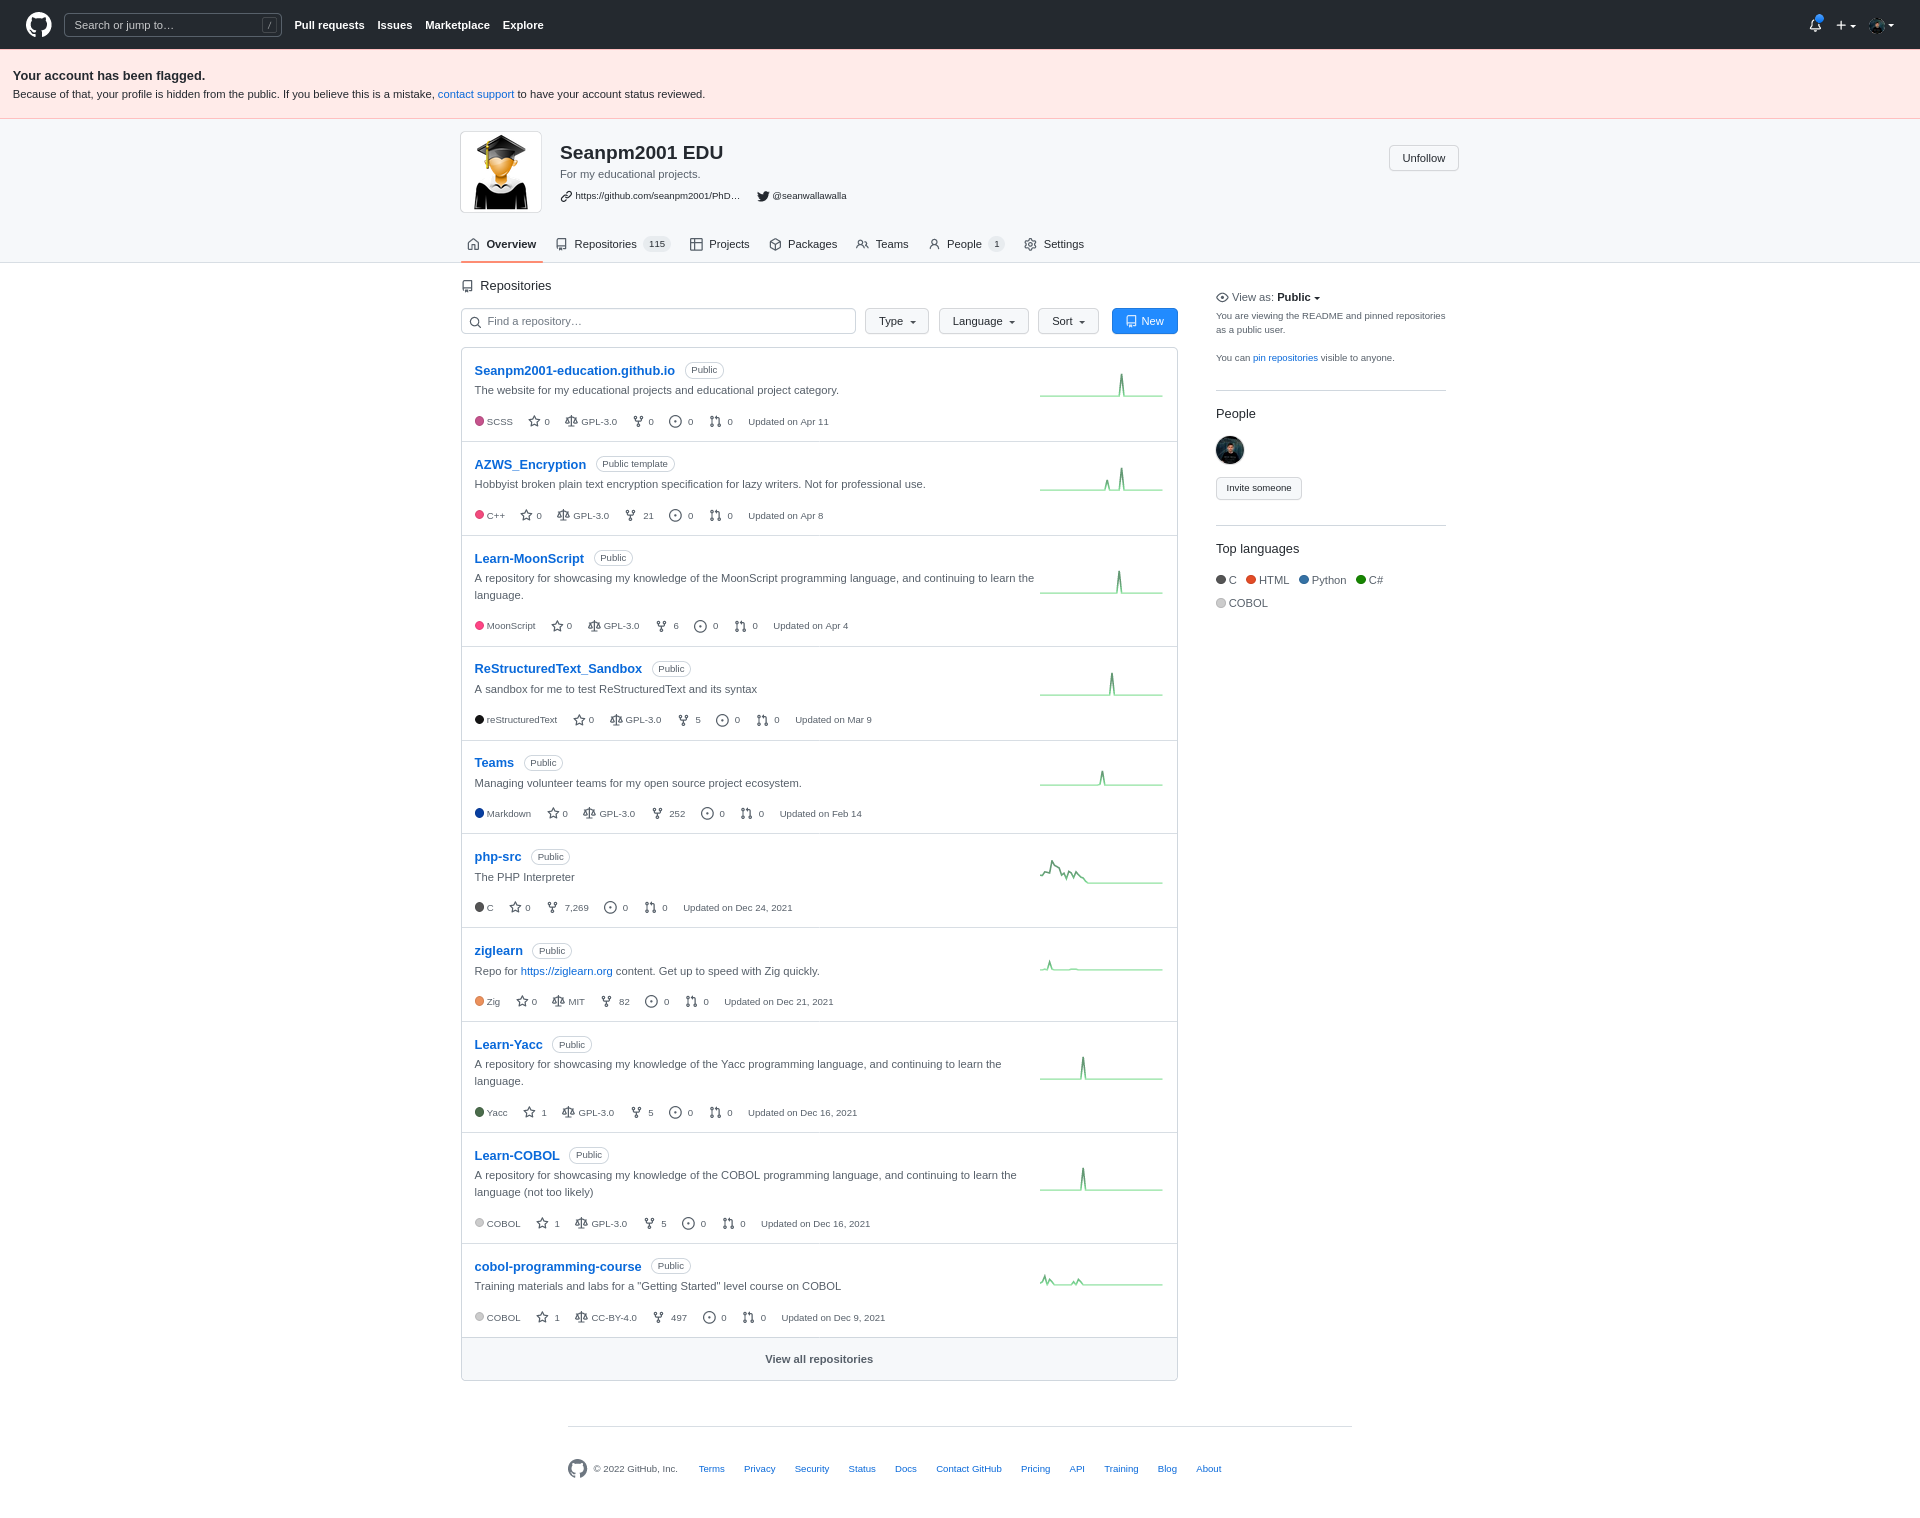 Search or jump to… /
Pull requests Issues Marketplace Explore
Your account has been flagged.
Because of that, your profile is hidden from the public. If you believe this is a mistake, contact support to have your account status reviewed.
Seanpm2001 EDU
Unfollow
For my educational projects.
https://github.com/seanpm2001/PhD… @seanwallawalla
Overview Repositories 115 Projects Packages Teams People 1 Settings
Repositories
Find a repository…
Type Language Sort New
Seanpm2001-education.github.io Public
The website for my educational projects and educational project category.
SCSS 0 GPL-3.0 0 0 0 Updated on Apr 11
AZWS_Encryption Public template
Hobbyist broken plain text encryption specification for lazy writers. Not for professional use.
C++ 0 GPL-3.0 21 0 0 Updated on Apr 8
Learn-MoonScript Public
A repository for showcasing my knowledge of the MoonScript programming language, and continuing to learn the
language.
MoonScript 0 GPL-3.0 6 0 0 Updated on Apr 4
ReStructuredText_Sandbox Public
A sandbox for me to test ReStructuredText and its syntax
reStructuredText 0 GPL-3.0 5 0 0 Updated on Mar 9
Teams Public
Managing volunteer teams for my open source project ecosystem.
Markdown 0 GPL-3.0 252 0 0 Updated on Feb 14
php-src Public
The PHP Interpreter
C 0 7,269 0 0 Updated on Dec 24, 2021
ziglearn Public
Repo for https://ziglearn.org content. Get up to speed with Zig quickly.
Zig 0 MIT 82 0 0 Updated on Dec 21, 2021
Learn-Yacc Public
A repository for showcasing my knowledge of the Yacc programming language, and continuing to learn the
language.
Yacc 1 GPL-3.0 5 0 0 Updated on Dec 16, 2021
Learn-COBOL Public
A repository for showcasing my knowledge of the COBOL programming language, and continuing to learn the
language (not too likely)
COBOL 1 GPL-3.0 5 0 0 Updated on Dec 16, 2021
cobol-programming-course Public
Training materials and labs for a "Getting Started" level course on COBOL
COBOL 1 CC-BY-4.0 497 0 0 Updated on Dec 9, 2021
View all repositories
View as: Public
You are viewing the README and pinned repositories
as a public user.
You can pin repositories visible to anyone.
People
Invite someone
Top languages
C HTML Python C#
COBOL
© 2022 GitHub, Inc. Terms Privacy Security Status Docs Contact GitHub Pricing API Training Blog About